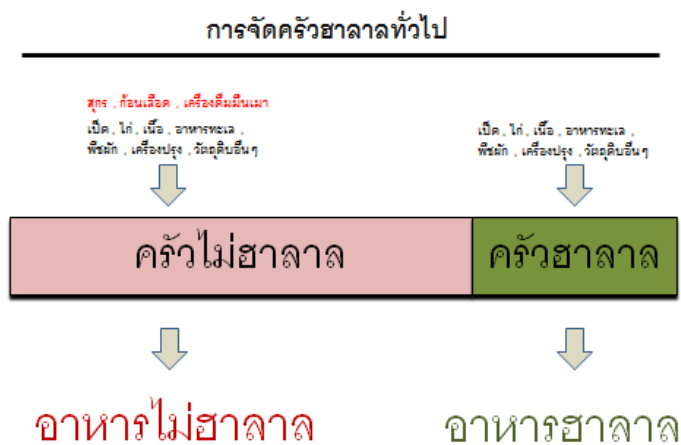 การจัดครัวฮาลาลทั่วไป
สุกร , ก้อนเลือด , เครื่องดื่มมึนเมา
เป็ด , ไก่ , เนื้อ , อาหารทะเล ,
พืชผัก , เครื่องปรุง , วัตถุดิบอื่นๆ
เป็ด , ไก่ , เนื้อ , อาหารทะเล ,
พืชผัก , เครื่องปรุง , วัตถุดิบอื่นๆ
ครัวไม่ฮาลาล
ครัวฮาลาล
อาหารไม่ฮาลาล
อาหารฮาลาล